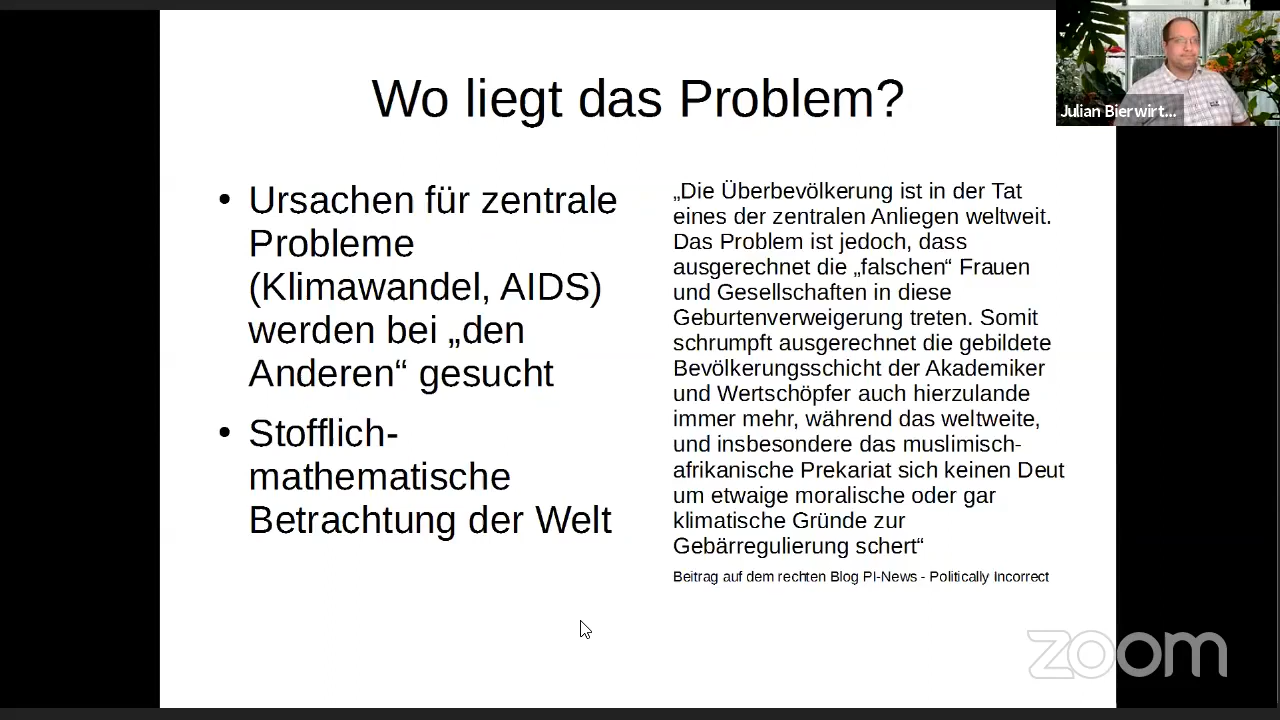 Wo liegt das Problem?
• Ursachen für zentrale
Probleme
(Klimawandel, AIDS)
werden bei „den
Anderen“ gesucht
• Stofflich-
mathematische
Betrachtung der Welt
„Die Überbevölkerung ist in der Tat
eines der zentralen Anliegen weltweit.
Das Problem ist jedoch, dass
ausgerechnet die „falschen“ Frauen
und Gesellschaften in diese
Geburtenverweigerung treten. Somit
schrumpft ausgerechnet die gebildete
Bevölkerungsschicht der Akademiker
und Wertschöpfer auch hierzulande
immer mehr, während das weltweite,
und insbesondere das muslimisch-
afrikanische Prekariat sich keinen Deut
um etwaige moralische oder gar
klimatische Gründe zur
Gebärregulierung schert“
Beitrag auf dem rechten Blog PI-News - Politically Incorrect
Julian Bierwirt...
zoom